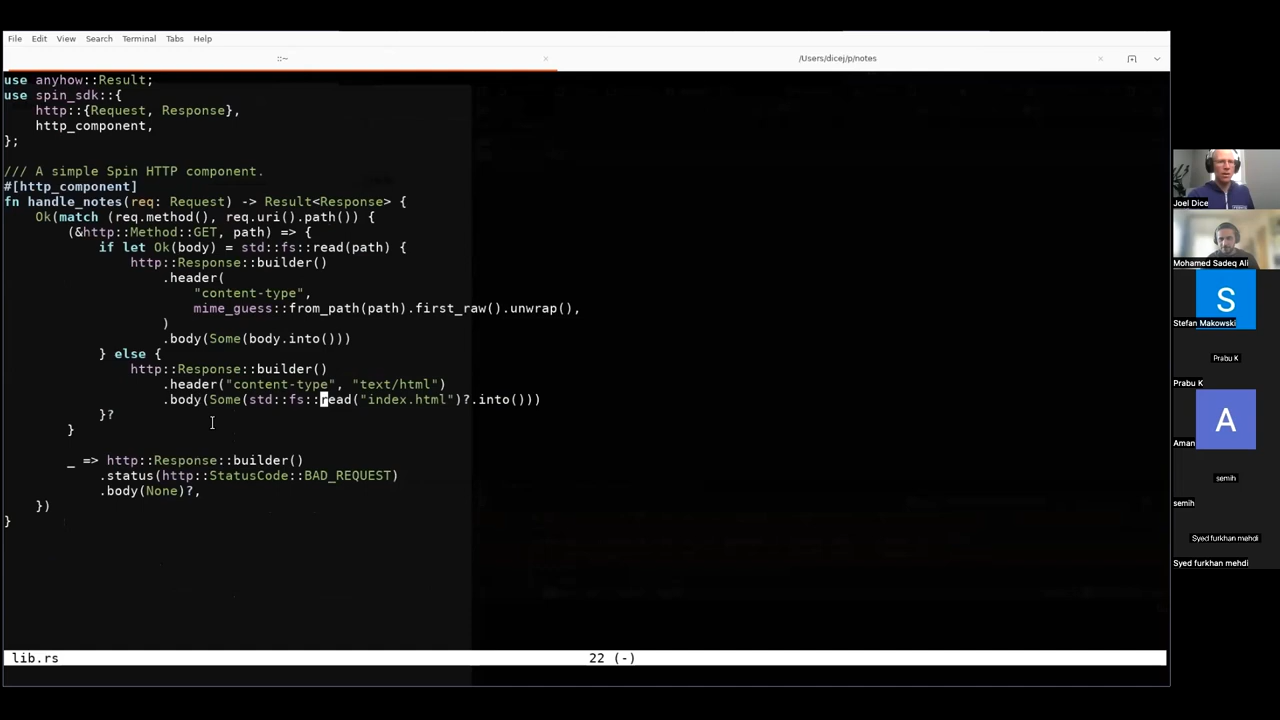 File Edit View Search Terminal Tabs Help
::~ × /Users/dicej/p/notes ×
use anyhow::Result;
use spin_sdk::{
    http::{Request, Response},
    http_component,
};

/// A simple Spin HTTP component.
#[http_component]
fn handle_notes(req: Request) -> Result<Response> {
    Ok(match (req.method(), req.uri().path()) {
        (&http::Method::GET, path) => {
            if let Ok(body) = std::fs::read(path) {
                http::Response::builder()
                    .header(
                        "content-type",
                        mime_guess::from_path(path).first_raw().unwrap(),
                    )
                    .body(Some(body.into()))
            } else {
                http::Response::builder()
                    .header("content-type", "text/html")
                    .body(Some(std::fs::read("index.html")?.into()))
            }?
        }

        _ => http::Response::builder()
            .status(http::StatusCode::BAD_REQUEST)
            .body(None)?,
    })
}
lib.rs 22 (-)
Joel Dice
Mohamed Sadeq Ali
S
Stefan Makowski
Prabu K
Prabu K
A
Aman
semih
semih
Syed furkhan mehdi
Syed furkhan mehdi